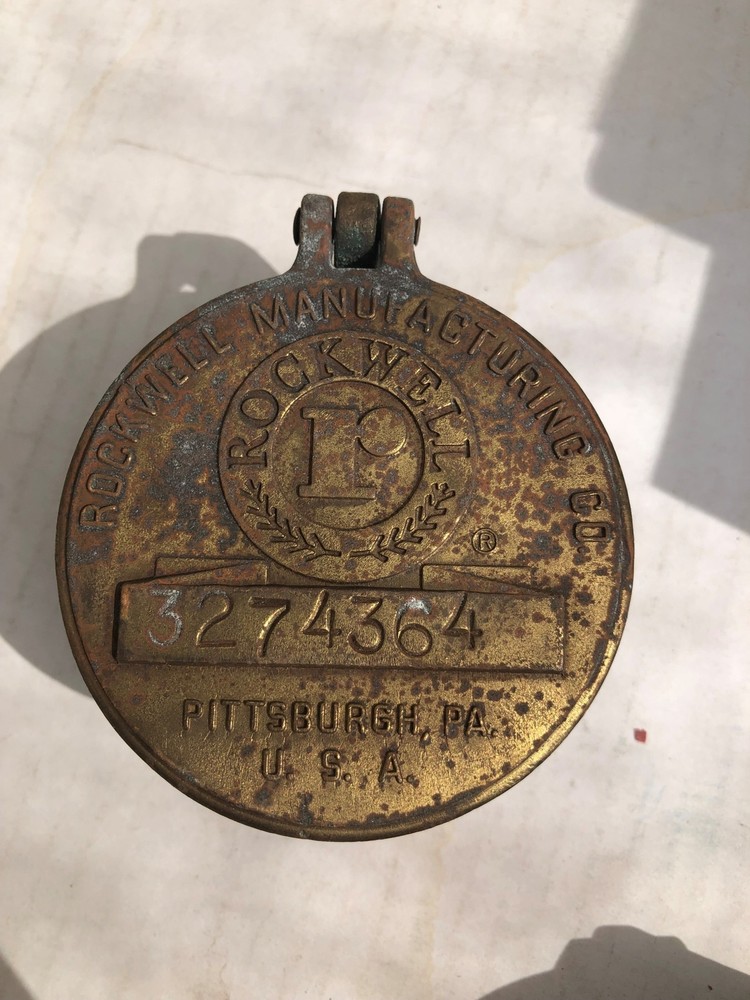 ROCKWELL MANUFACTURING CO.
ROCKWELL
r
®
3274364
PITTSBURGH, PA.
U. S. A.